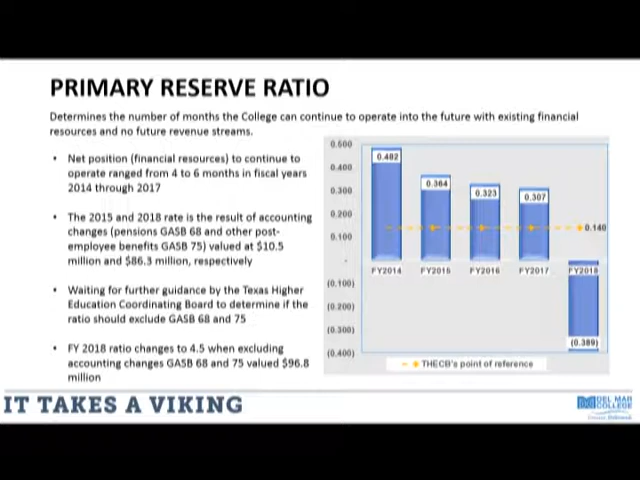 PRIMARY RESERVE RATIO
Determines the number of months the College can continue to operate into the future with existing financial
resources and no future revenue streams.
• Net position (financial resources) to continue to
operate ranged from 4 to 6 months in fiscal years
2014 through 2017
• The 2015 and 2018 rate is the result of accounting
changes (pensions GASB 68 and other post-
employee benefits GASB 75) valued at $10.5
million and $86.3 million, respectively
• Waiting for further guidance by the Texas Higher
Education Coordinating Board to determine if the
ratio should exclude GASB 68 and 75
• FY 2018 ratio changes to 4.5 when excluding
accounting changes GASB 68 and 75 valued $96.8
million
0.500
0.400
0.300
0.200
0.100
-
(0.100)
(0.200)
(0.300)
(0.400)
0.482
0.364
0.323
0.307
0.140
(0.389)
FY2014 FY2015 FY2016 FY2017 FY2018
THECB's point of reference
IT TAKES A VIKING
DEL MAR
COLLEGE